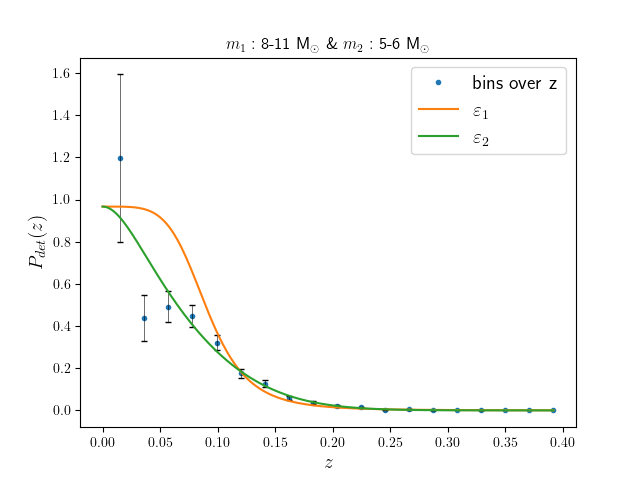 m₁ : 8-11 M⊙ & m₂ : 5-6 M⊙
bins over z
ε₁
ε₂
P_det(z)
1.6
1.4
1.2
1.0
0.8
0.6
0.4
0.2
0.0
0.00 0.05 0.10 0.15 0.20 0.25 0.30 0.35 0.40
z